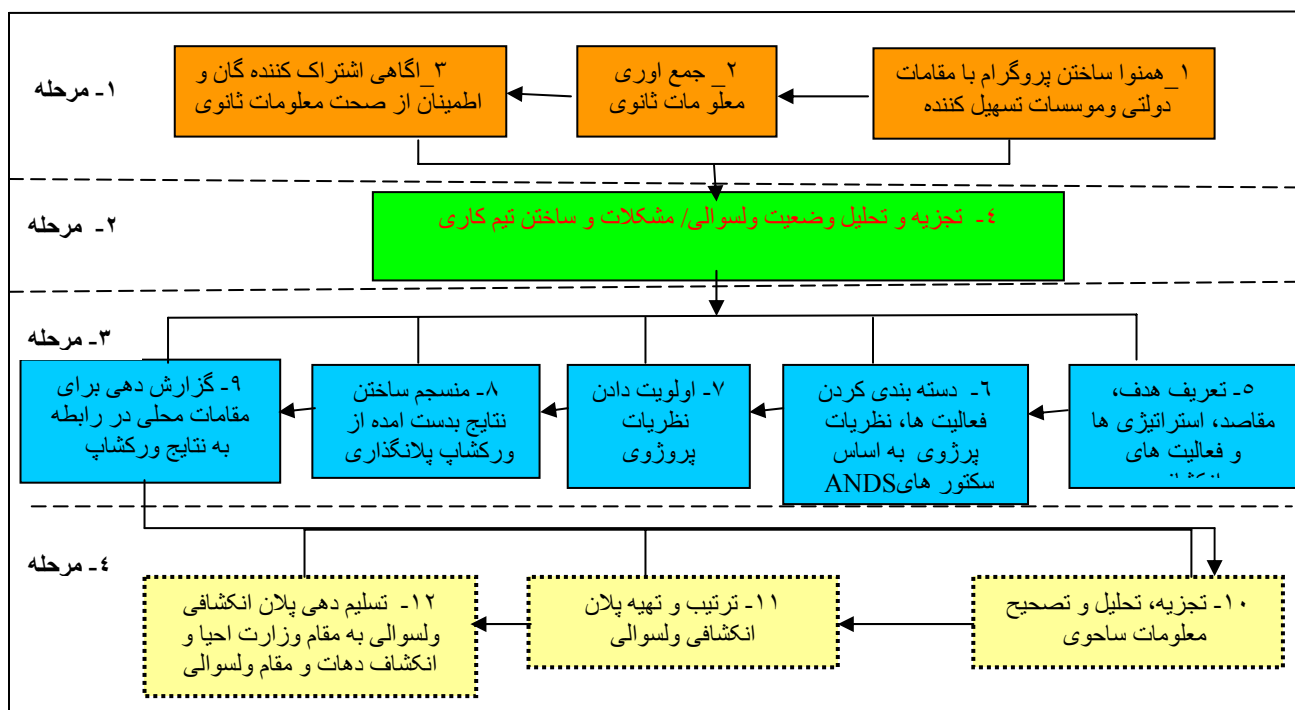 ۱- مرحله
۱_ همنوا ساختن پروگرام با مقامات
دولتی وموسسات تسهیل کننده
۲_ جمع اوری
معلو مات ثانوی
۳_اگاهی اشتراک کننده گان و
اطمینان از صحت معلومات ثانوی
۲- مرحله
٤- تجزیه و تحلیل وضعیت ولسوالی/ مشکلات و ساختن تیم کاری
۳- مرحله
٥- تعریف هدف،
مقاصد، استراتیژی ها
و فعالیت های
٦- دسته بندی کردن
فعالیت ها، نظریات
پرژوی به اساس
سکتور هایANDS
۷- اولویت دادن
نظریات
پروژوی
۸- منسجم ساختن
نتایج بدست امده از
ورکشاپ پلانگذاری
۹- گزارش دهی برای
مقامات محلی در رابطه
به نتایج ورکشاپ
٤- مرحله
۱۰- تجزیه، تحلیل و تصحیح
معلومات ساحوی
۱۱- ترتیب و تهیه پلان
انکشافی ولسوالی
۱۲- تسلیم دهی پلان انکشافی
ولسوالی به مقام وزارت احیا و
انکشاف دهات و مقام ولسوالی